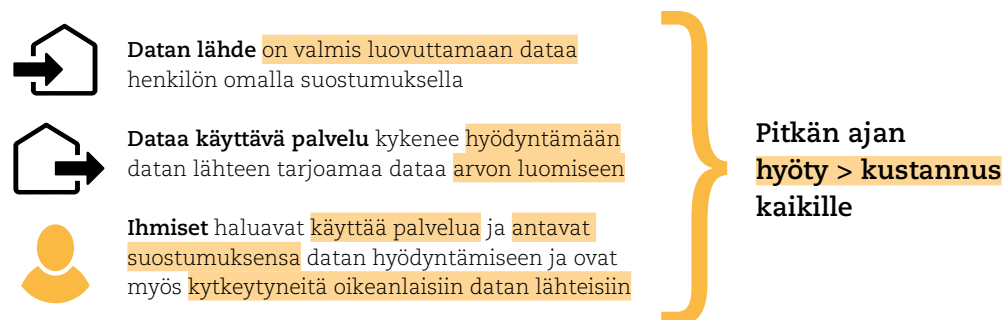 Datan lähde on valmis luovuttamaan dataa
henkilön omalla suostumuksella
Dataa käyttävä palvelu kykenee hyödyntämään
datan lähteen tarjoamaa dataa arvon luomiseen
Ihmiset haluavat käyttää palvelua ja antavat
suostumuksensa datan hyödyntämiseen ja ovat
myös kytkeytyneitä oikeanlaisiin datan lähteisiin
Pitkän ajan
hyöty > kustannus
kaikille